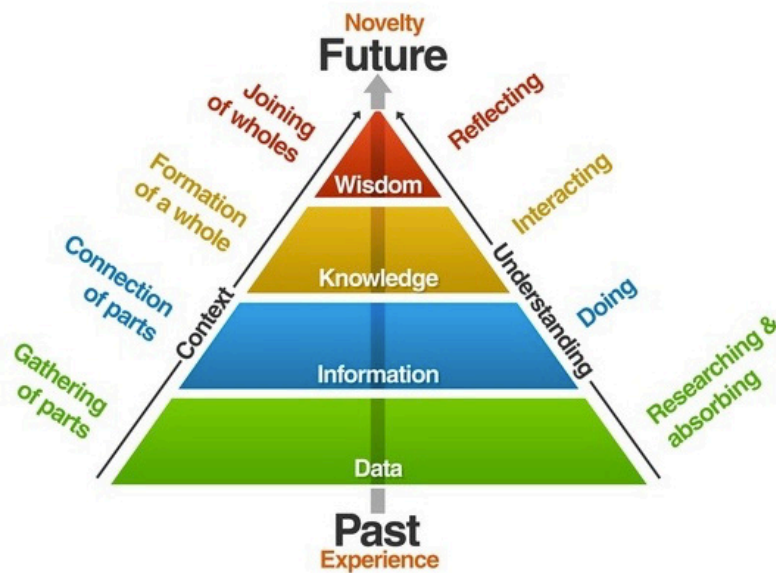 Novelty
Future
Joining
of wholes
Reflecting
Wisdom
Formation
of a whole
Interacting
Knowledge
Connection
of parts
Context
Understanding
Doing
Information
Gathering
of parts
Researching &
absorbing
Data
Past
Experience